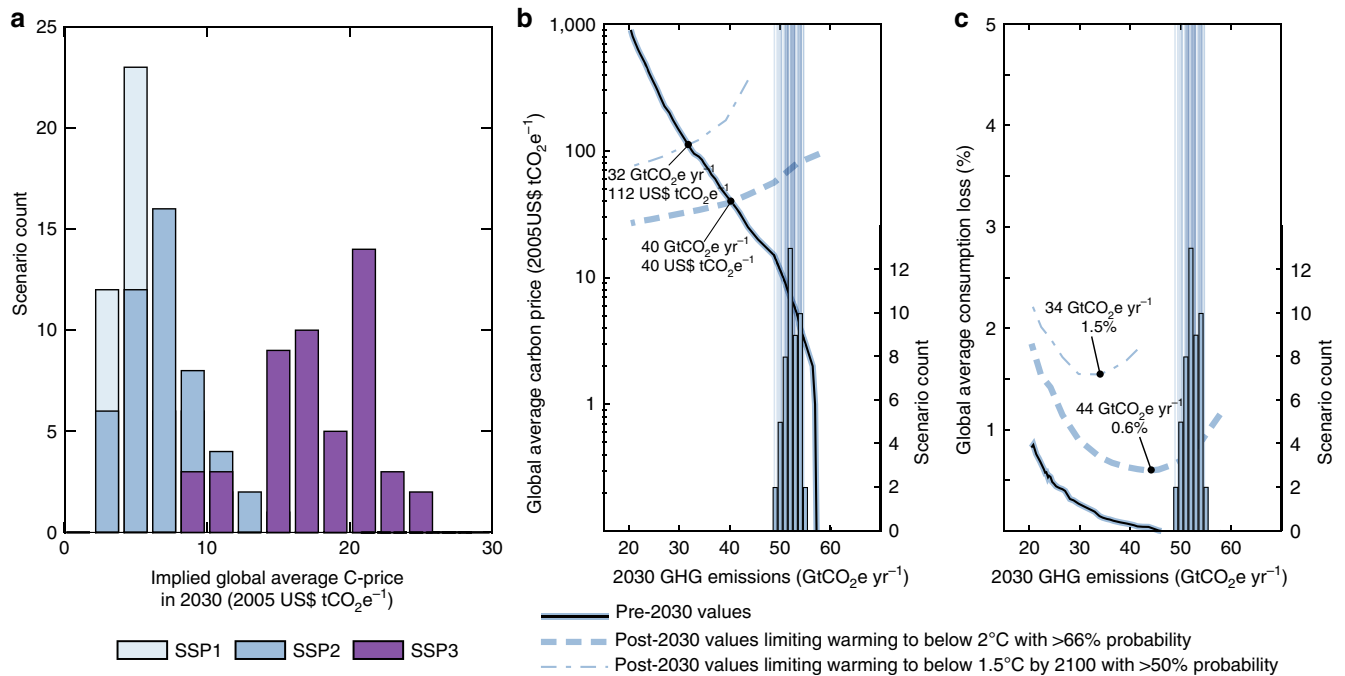 a
25
20
15
10
5
0
Scenario count
0 10 20 30
Implied global average C-price
in 2030 (2005 US$ tCO₂e⁻¹)
SSP1 SSP2 SSP3
b
1,000
100
10
1
Global average carbon price (2005US$ tCO₂e⁻¹)
32 GtCO₂e yr⁻¹
112 US$ tCO₂e⁻¹
40 GtCO₂e yr⁻¹
40 US$ tCO₂e⁻¹
12
10
8
6
4
2
0
Scenario count
20 30 40 50 60
2030 GHG emissions (GtCO₂e yr⁻¹)
c
5
4
3
2
1
Global average consumption loss (%)
34 GtCO₂e yr⁻¹
1.5%
44 GtCO₂e yr⁻¹
0.6%
12
10
8
6
4
2
0
Scenario count
20 30 40 50 60
2030 GHG emissions (GtCO₂e yr⁻¹)
Pre-2030 values
Post-2030 values limiting warming to below 2°C with >66% probability
Post-2030 values limiting warming to below 1.5°C by 2100 with >50% probability